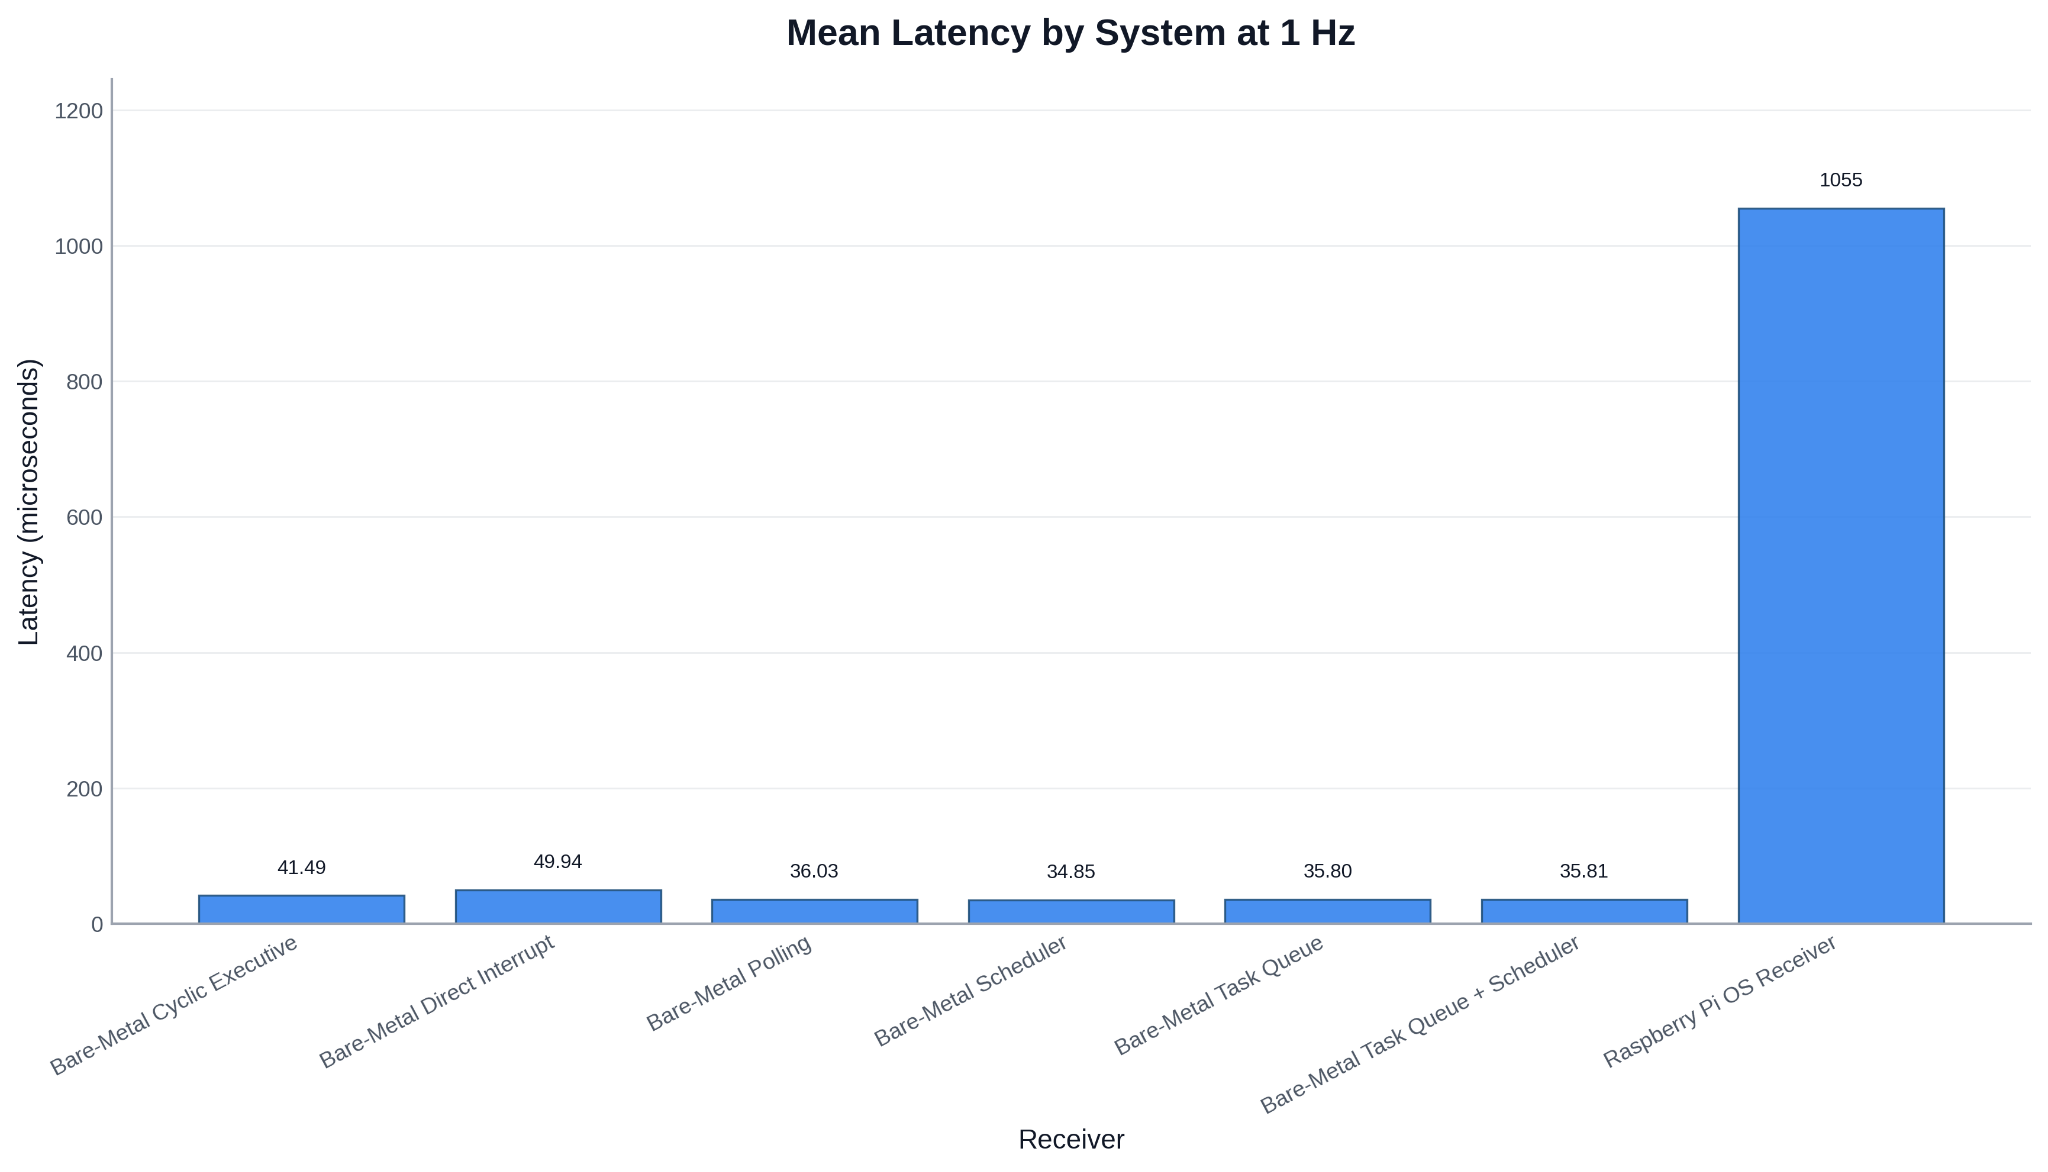 Mean Latency by System at 1 Hz
Latency (microseconds)
1200
1000
800
600
400
200
0
41.49
49.94
36.03
34.85
35.80
35.81
1055
Bare-Metal Cyclic Executive
Bare-Metal Direct Interrupt
Bare-Metal Polling
Bare-Metal Scheduler
Bare-Metal Task Queue
Bare-Metal Task Queue + Scheduler
Raspberry Pi OS Receiver
Receiver